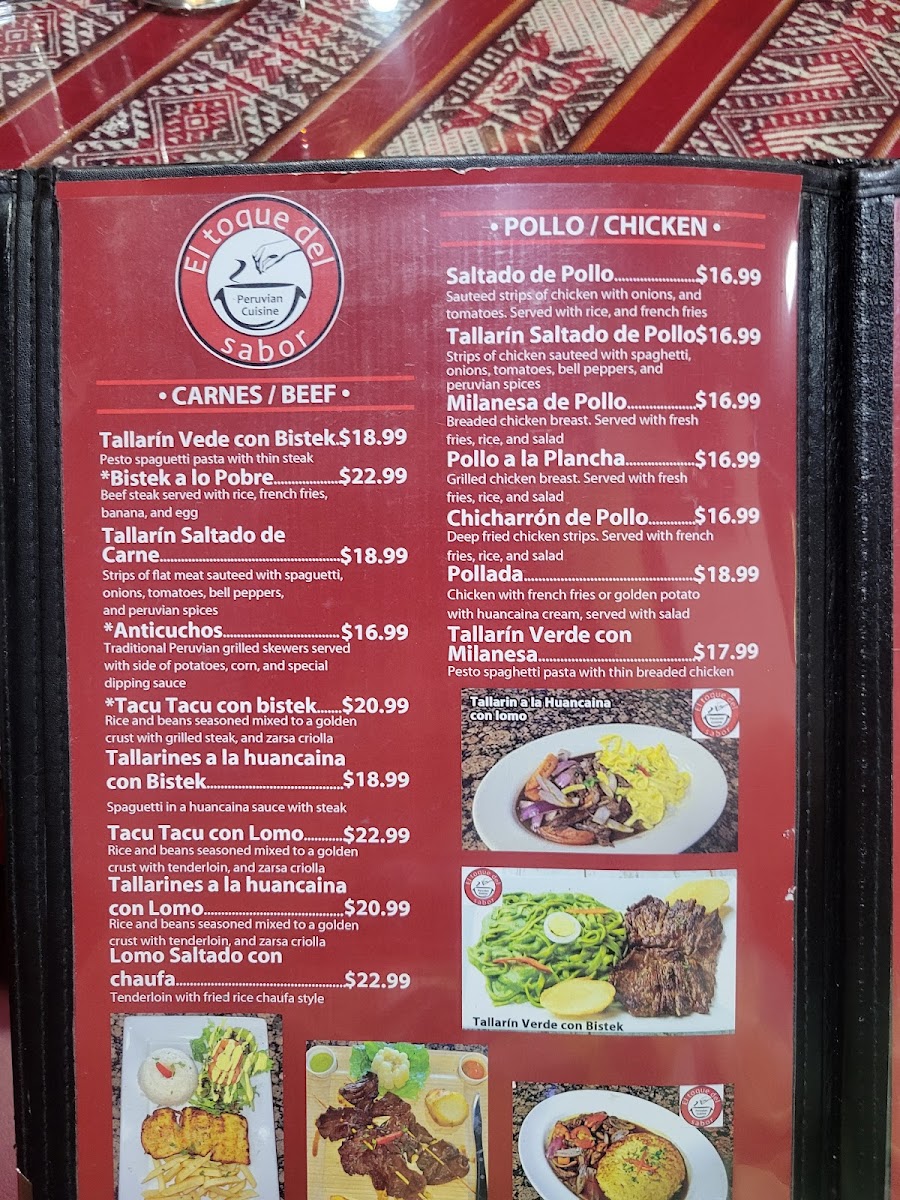 El toque del
Peruvian
Cuisine
sabor
• CARNES / BEEF •
Tallarín Vede con Bistek.$18.99
Pesto spaguetti pasta with thin steak
*Bistek a lo Pobre..................$22.99
Beef steak served with rice, french fries,
banana, and egg
Tallarín Saltado de
Carne..................................................$18.99
Strips of flat meat sauteed with spaguetti,
onions, tomatoes, bell peppers,
and peruvian spices
*Anticuchos................................$16.99
Traditional Peruvian grilled skewers served
with side of potatoes, corn, and special
dipping sauce
*Tacu Tacu con bistek.......$20.99
Rice and beans seasoned mixed to a golden
crust with grilled steak, and zarsa criolla
Tallarines a la huancaina
con Bistek......................................$18.99
Spaguetti in a huancaina sauce with steak
Tacu Tacu con Lomo...........$22.99
Rice and beans seasoned mixed to a golden
crust with tenderloin, and zarsa criolla
Tallarines a la huancaina
con Lomo.......................................$20.99
Rice and beans seasoned mixed to a golden
crust with tenderloin, and zarsa criolla
Lomo Saltado con
chaufa...............................................$22.99
Tenderloin with fried rice chaufa style
• POLLO / CHICKEN •
Saltado de Pollo.......................$16.99
Sauteed strips of chicken with onions, and
tomatoes. Served with rice, and french fries
Tallarín Saltado de Pollo$16.99
Strips of chicken sauteed with spaghetti,
onions, tomatoes, bell peppers, and
peruvian spices
Milanesa de Pollo...................$16.99
Breaded chicken breast. Served with fresh
fries, rice, and salad
Pollo a la Plancha...................$16.99
Grilled chicken breast. Served with fresh
fries, rice, and salad
Chicharrón de Pollo.............$16.99
Deep fried chicken strips. Served with french
fries, rice, and salad
Pollada...............................................$18.99
Chicken with french fries or golden potato
with huancaina cream, served with salad
Tallarín Verde con
Milanesa...........................................$17.99
Pesto spaghetti pasta with thin breaded chicken
Tallarin a la Huancaina
con lomo
El toque del
sabor
El toque del
sabor
Tallarín Verde con Bistek
El toque del
sabor